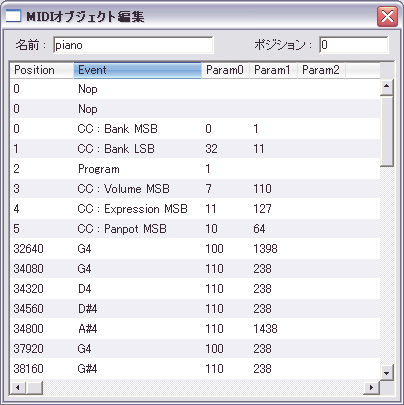 MIDIオブジェクト編集
名前： piano ポジション： 0
Position Event Param0 Param1 Param2
0 Nop
0 Nop
0 CC : Bank MSB 0 1
1 CC : Bank LSB 32 11
2 Program 1
3 CC : Volume MSB 7 110
4 CC : Expression MSB 11 127
5 CC : Panpot MSB 10 64
32640 G4 100 1398
34080 G4 110 238
34320 D4 110 238
34560 D#4 110 238
34800 A#4 110 1438
37920 G4 100 238
38160 G#4 110 238